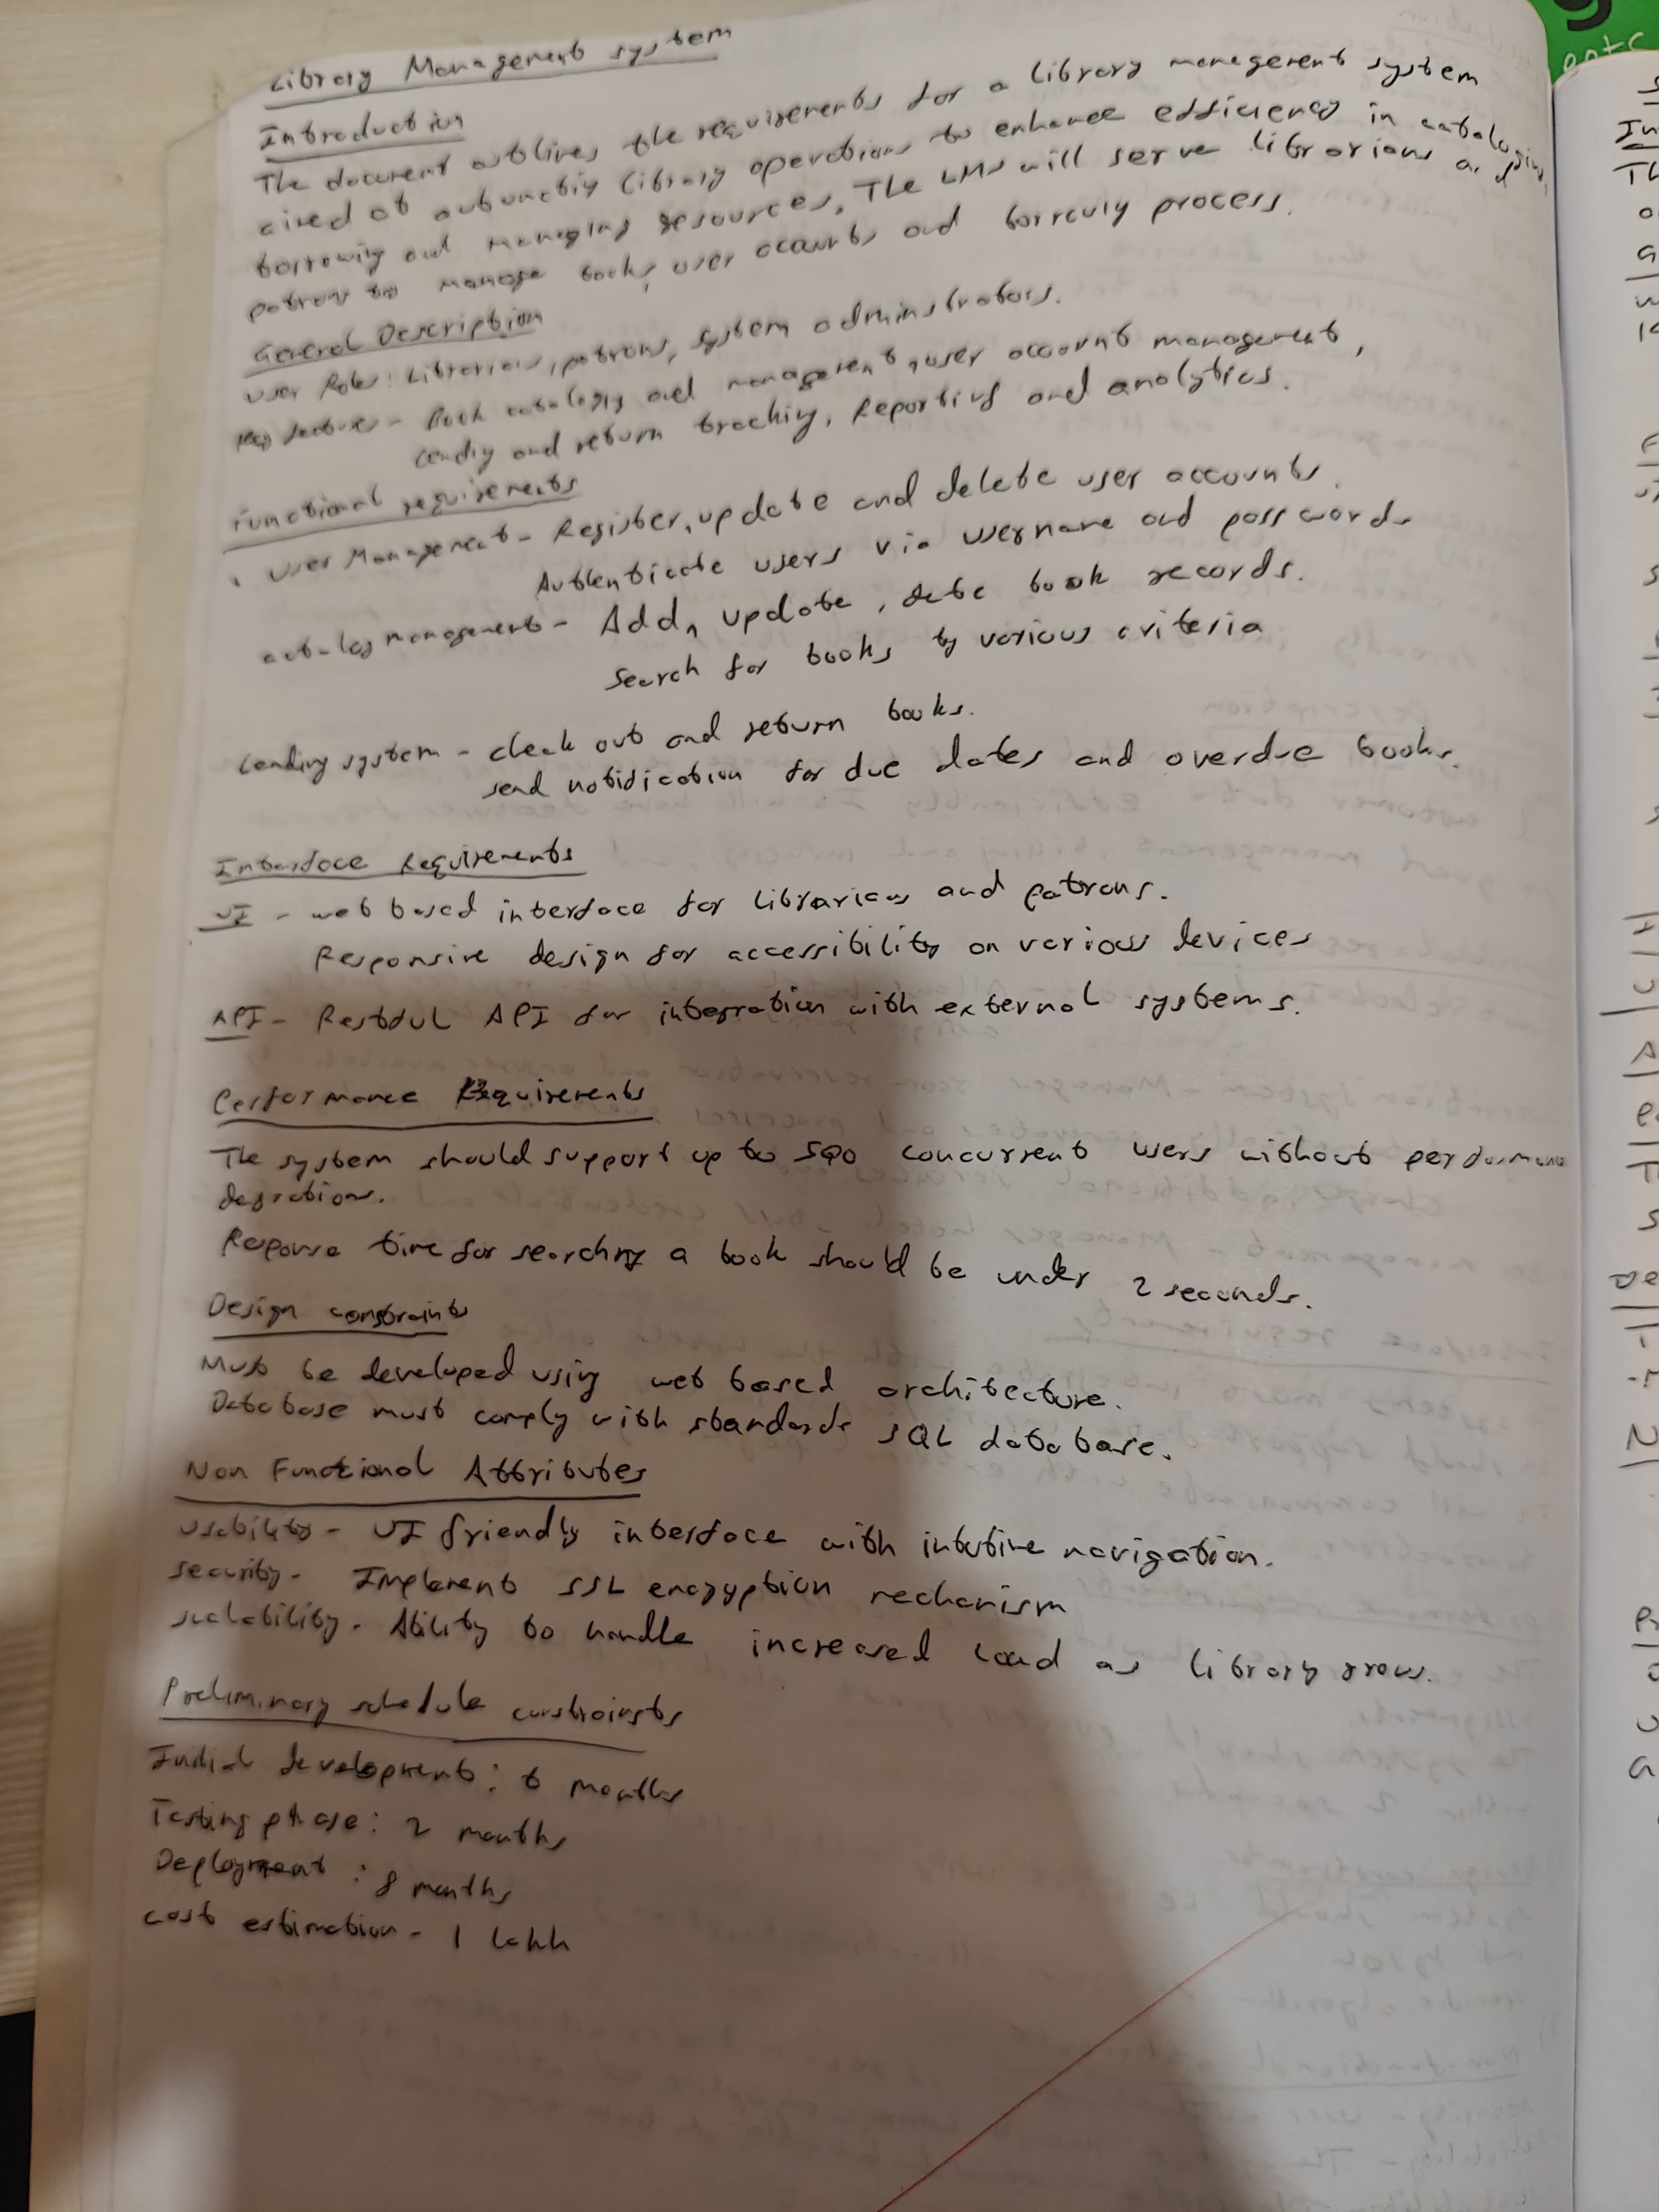 Library Management system
Introduction
The document outlines the requirements for a library management system
aimed at automating library operations to enhance efficiency in cataloging,
borrowing and managing resources, The LMS will serve librarians and
patrons to manage books, user accounts and borrowing process.
General Description
User Roles: Librarians, patrons, system adminstrators.
Key features - Book cataloging and management, user account management,
Lending and return tracking, Reporting and analytics.
Functional requirements
User Management - Register, update and delete user accounts.
Authenticate users via username and passwords
catalog management - Add, update, delete book records.
Search for books by various criteria
Lending system - check out and return books.
send notification for due dates and overdue books.
Interface Requirements
UI - web based interface for librarians and patrons.
Responsive design for accessibility on various devices
API - Restful API for integration with external systems.
Performance Requirements
The system should support up to 500 concurrent users without performance
degration.
Response time for searching a book should be under 2 seconds.
Design constraints
Must be developed using web based architecture.
Database must comply with standards SQL database.
Non Functional Attributes
Usability - UI friendly interface with intutive navigation.
security - Implement SSL encryption mechanism
scalability - Ability to handle increased load as library grows.
Preliminary schedule constraints
Initial development: 6 months
Testing phase: 2 months
Deployment : 8 months
cost estimation - 1 lakh